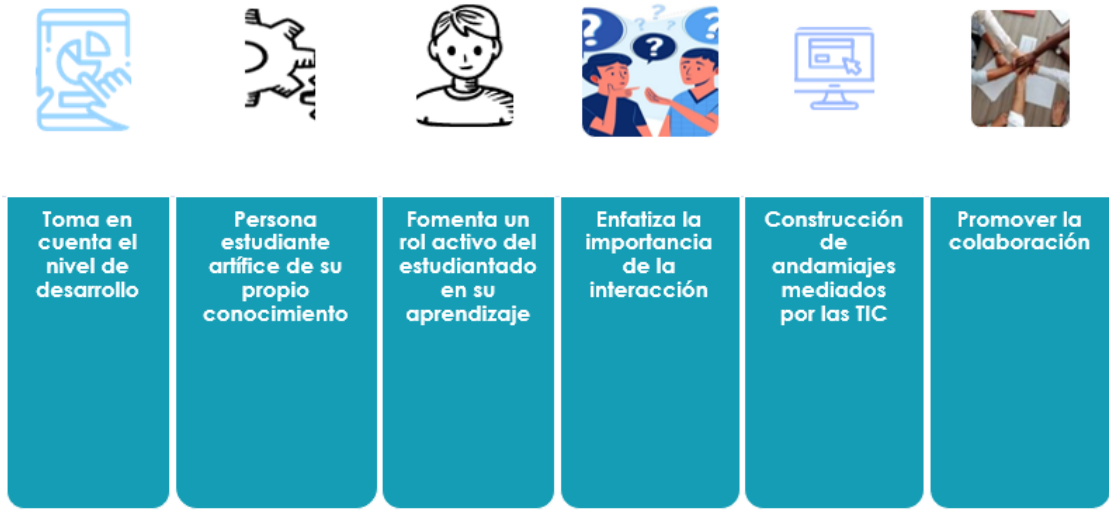 Toma en
cuenta el
nivel de
desarrollo
Persona
estudiante
artífice de su
propio
conocimiento
Fomenta un
rol activo del
estudiantado
en su
aprendizaje
Enfatiza la
importancia
de la
interacción
Construcción
de
andamiajes
mediados
por las TIC
Promover la
colaboración